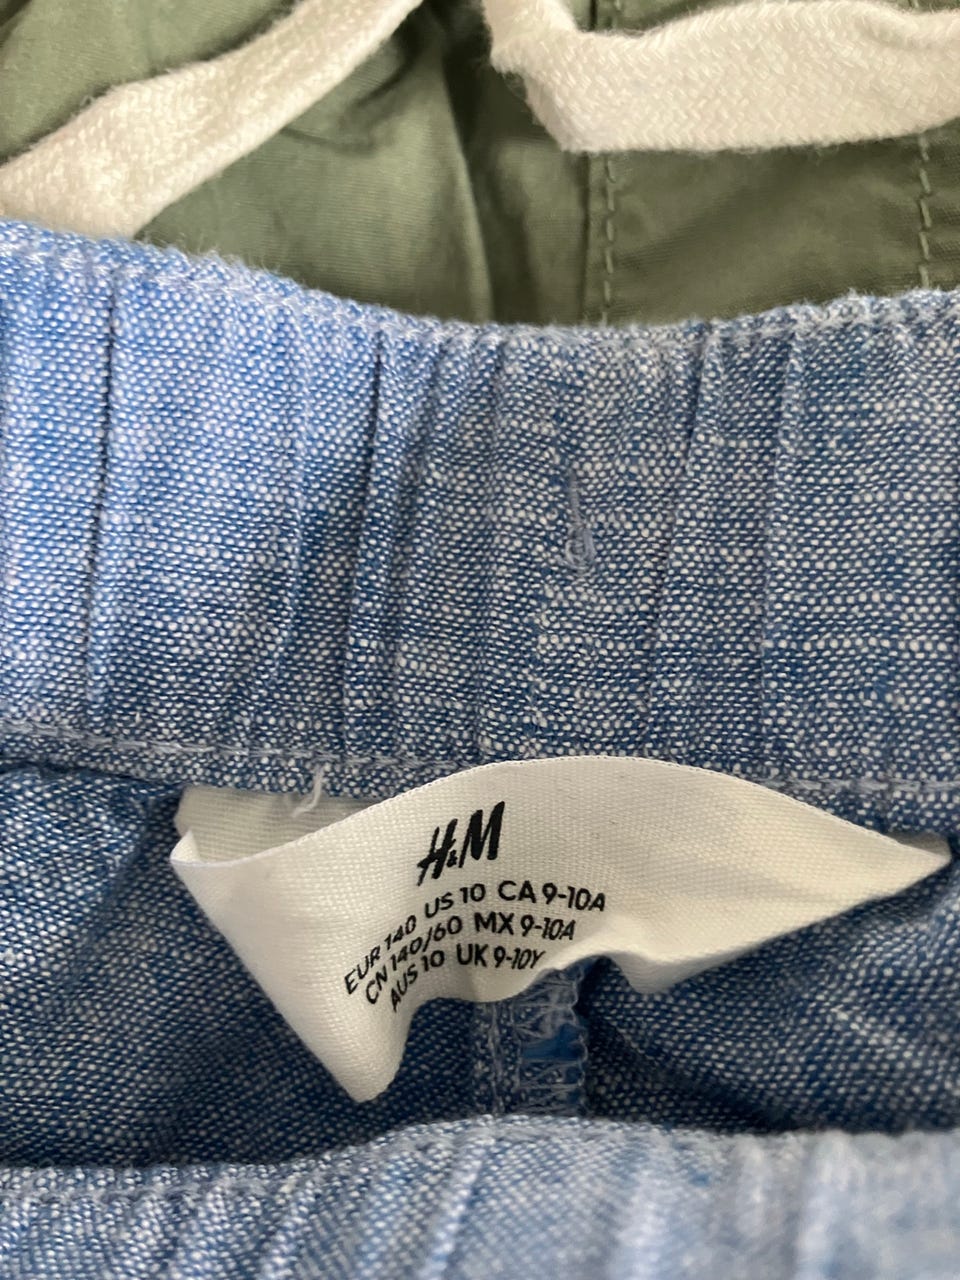 H&M
EUR 140 US 10 CA 9-10A
CN 140/60 MX 9-10A
AUS 10 UK 9-10Y